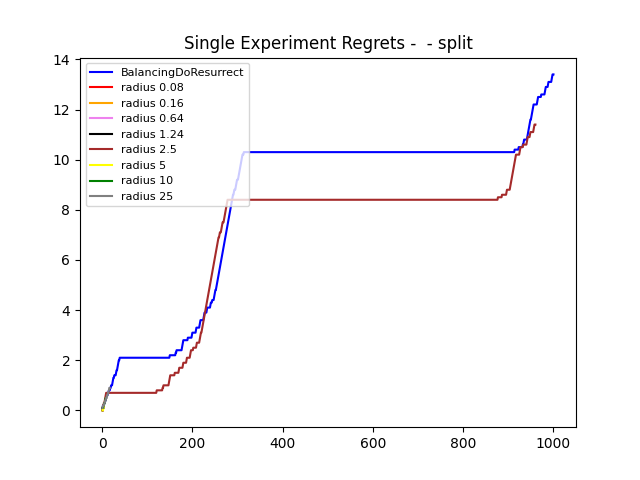 Single Experiment Regrets -  - split
14
12
10
8
6
4
2
0
BalancingDoResurrect
radius 0.08
radius 0.16
radius 0.64
radius 1.24
radius 2.5
radius 5
radius 10
radius 25
0 200 400 600 800 1000